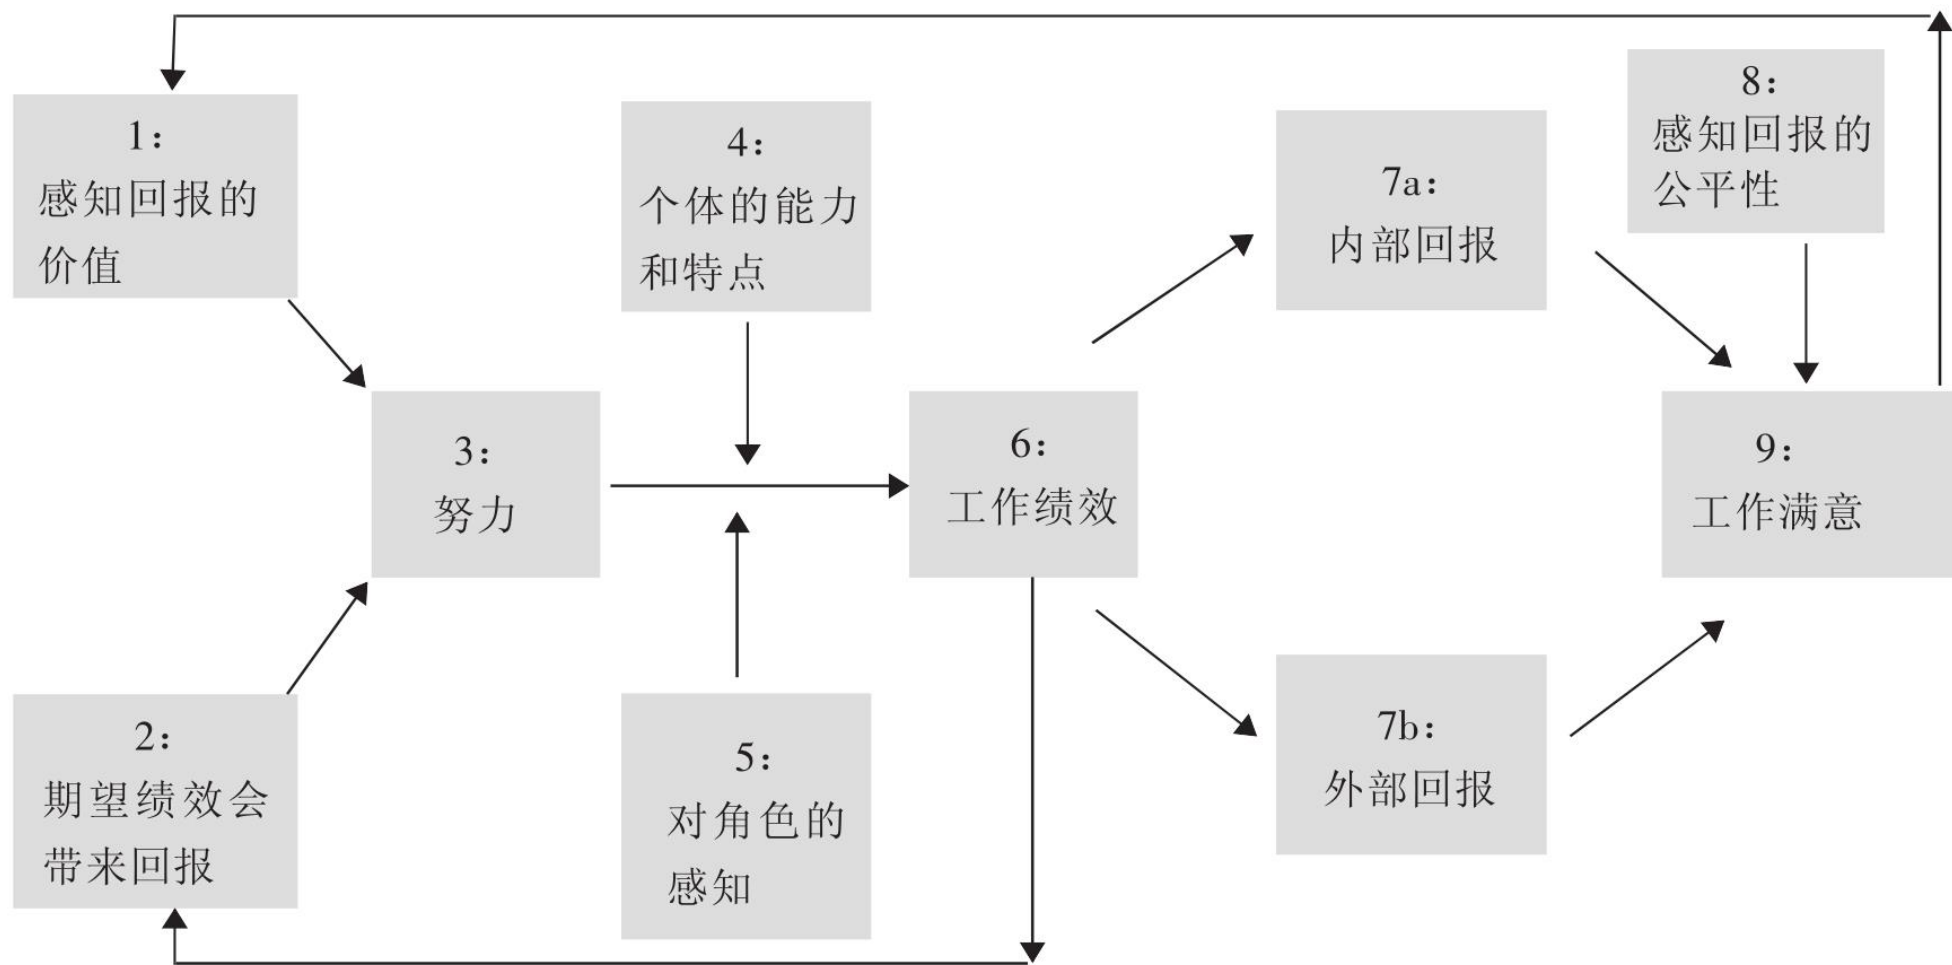 1：
感知回报的
价值
2：
期望绩效会
带来回报
3：
努力
4：
个体的能力
和特点
5：
对角色的
感知
6：
工作绩效
7a：
内部回报
7b：
外部回报
8：
感知回报的
公平性
9：
工作满意